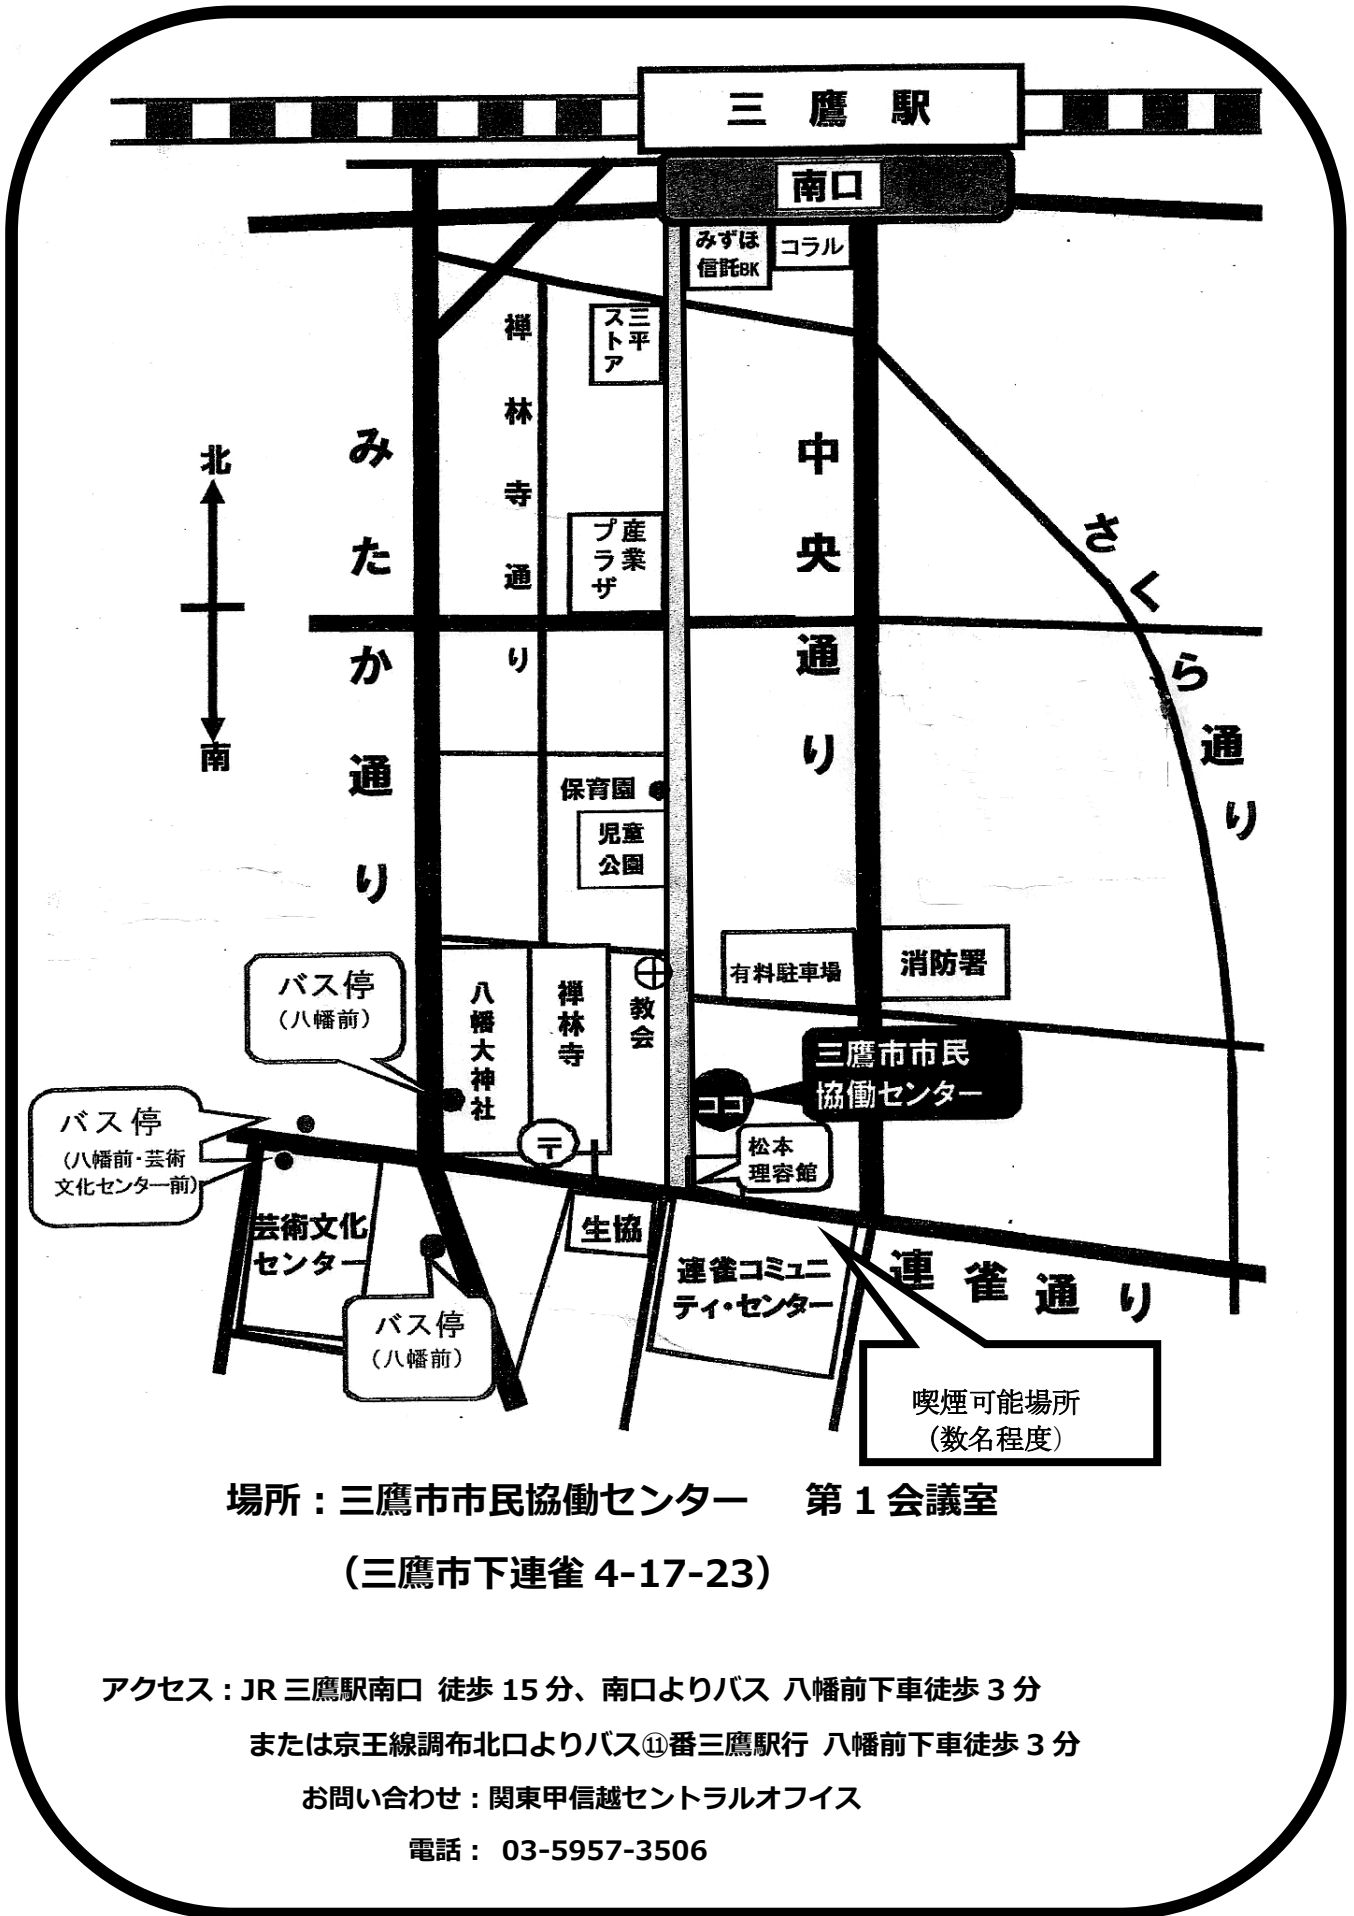 三鷹駅
南口
みずほ
信託BK
コラル
三平
ストア
禅林寺通り
みたか通り
中央通り
さくら通り
北
南
産業
プラザ
保育園
児童
公園
バス停
（八幡前）
八幡大神社
禅林寺
教会
有料駐車場
消防署
三鷹市市民
協働センター
ココ
バス停
（八幡前・芸術
文化センター前）
〒
松本
理容館
芸術文化
センター
生協
連雀コミュニ
ティ・センター
連雀通り
バス停
（八幡前）
喫煙可能場所
（数名程度）
場所：三鷹市市民協働センター　第１会議室
（三鷹市下連雀 4-17-23）
アクセス：JR 三鷹駅南口 徒歩 15 分、南口よりバス 八幡前下車徒歩 3 分
または京王線調布北口よりバス⑪番三鷹駅行 八幡前下車徒歩 3 分
お問い合わせ：関東甲信越セントラルオフイス
電話： 03-5957-3506